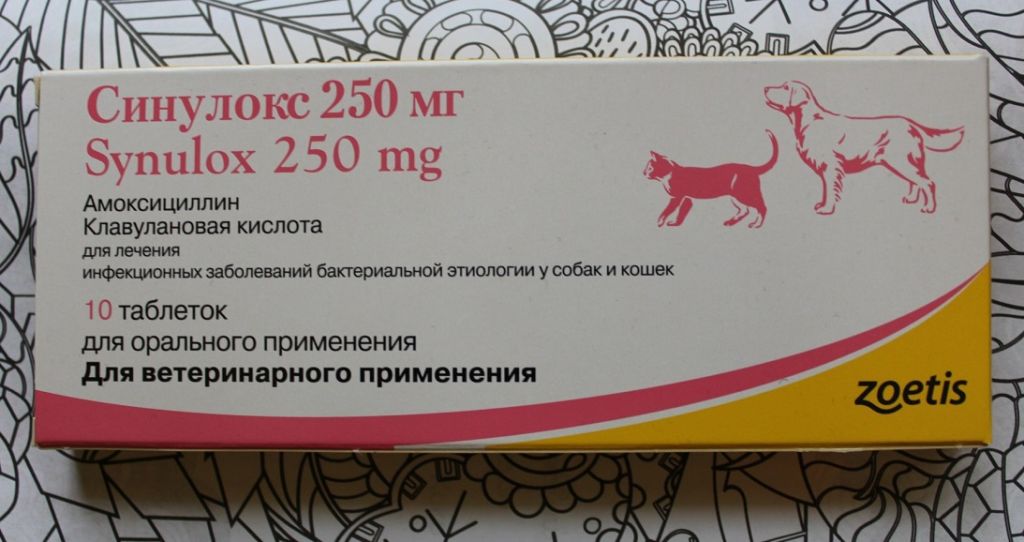 Синулокс 250 мг
Synulox 250 mg
Амоксициллин
Клавулановая кислота
для лечения
инфекционных заболеваний бактериальной этиологии у собак и кошек
10 таблеток
для орального применения
Для ветеринарного применения
zoetis